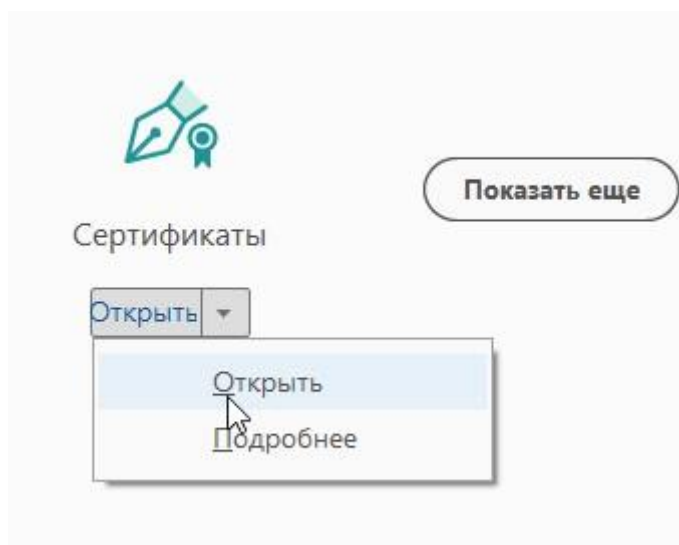 Показать еще
Сертификаты
Открыть
Открыть
Подробнее